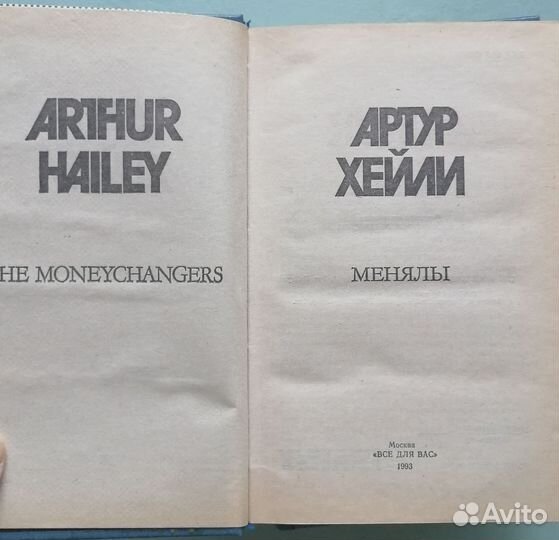 ARTHUR
HAILEY
HE MONEYCHANGERS
АРТУР
ХЕЙЛИ
МЕНЯЛЫ
Москва
«ВСЕ ДЛЯ ВАС»
1993
Avito